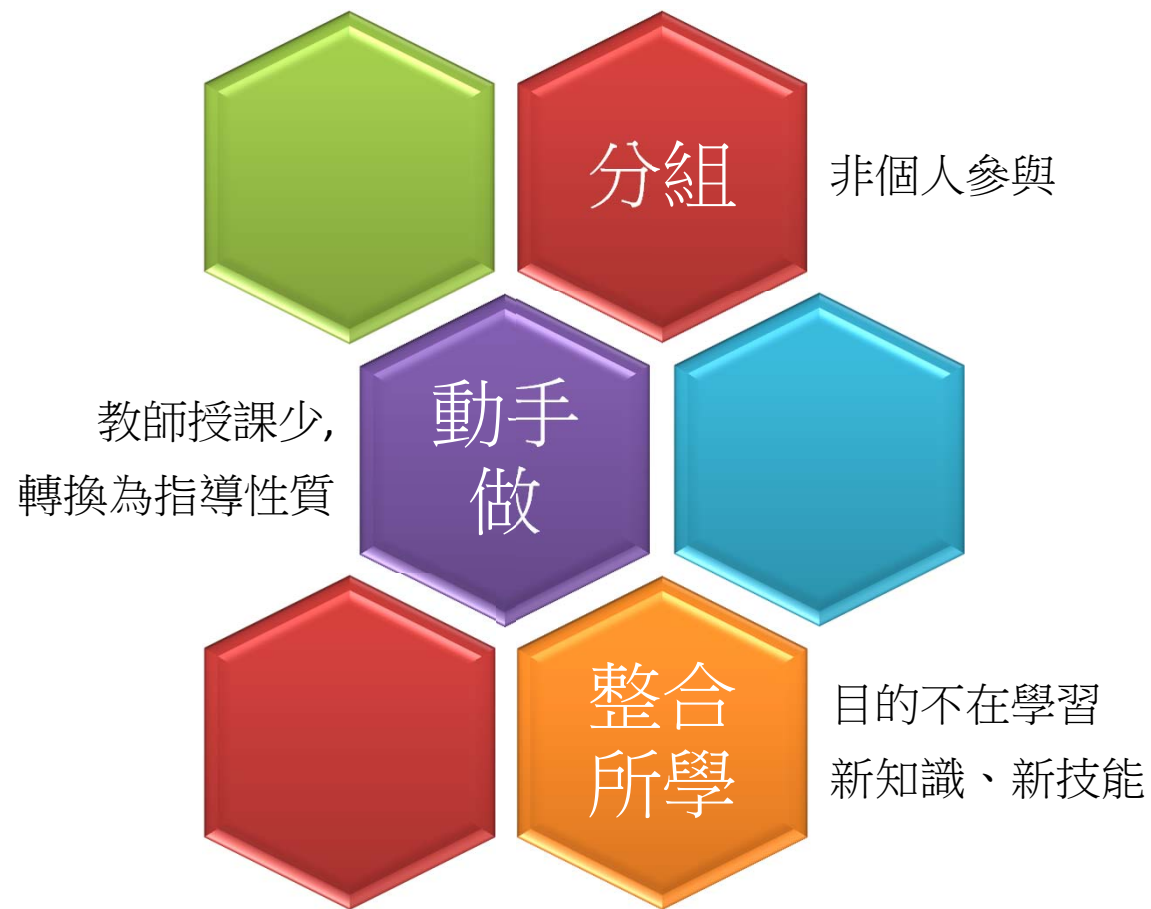 分組
非個人參與
動手
做
教師授課少,
轉換為指導性質
整合
所學
目的不在學習
新知識、新技能